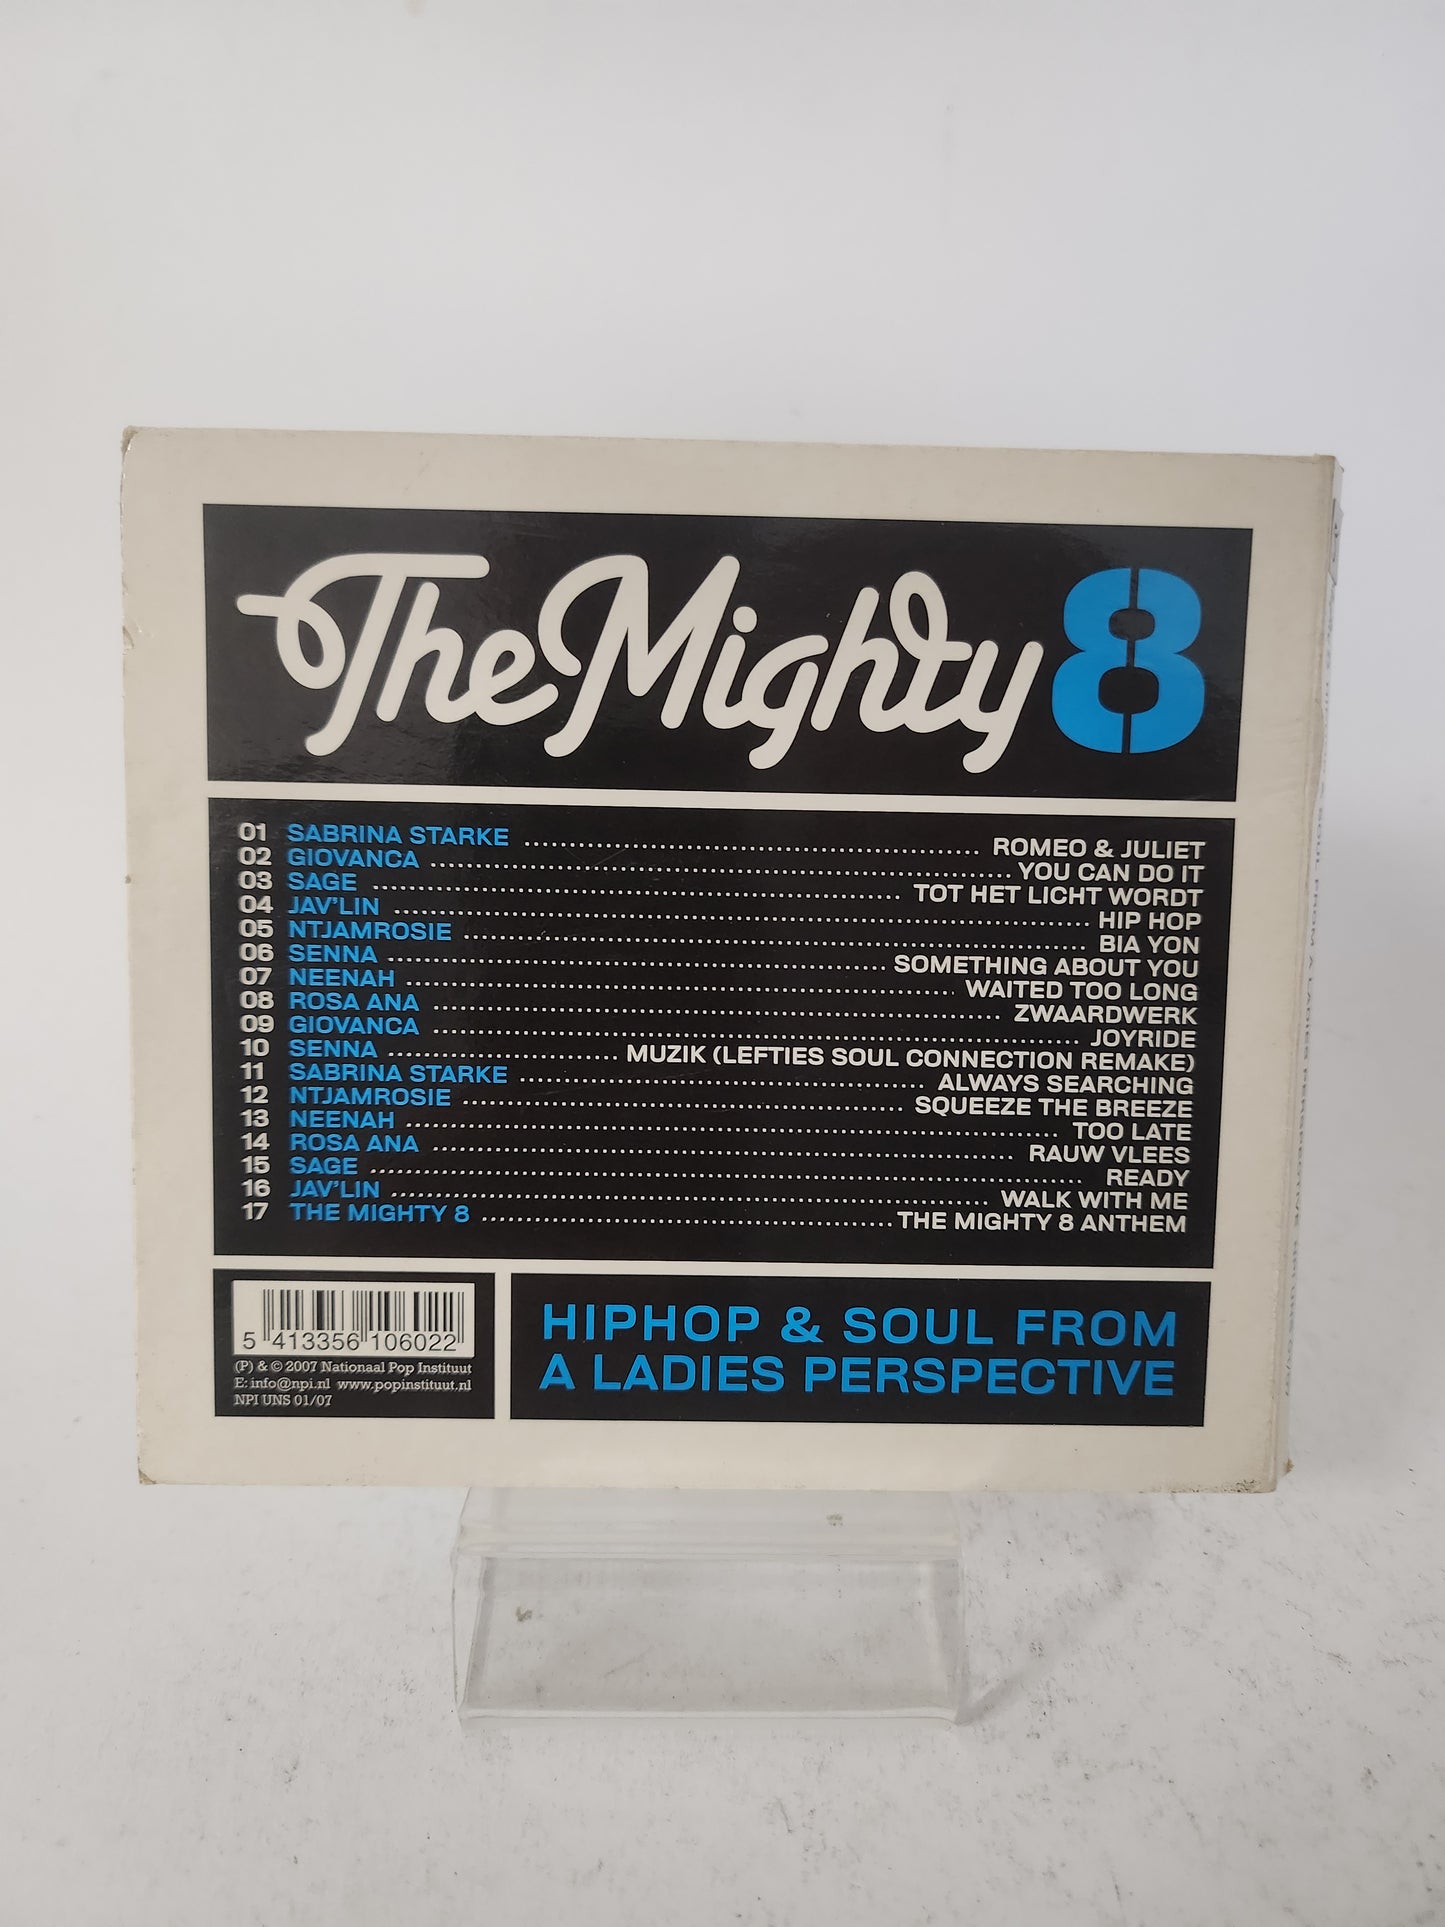 The Mighty 8
01 SABRINA STARKE ROMEO & JULIET
02 GIOVANCA YOU CAN DO IT
03 SAGE TOT HET LICHT WORDT
04 JAV'LIN HIP HOP
05 NTJAMROSIE BIA YON
06 SENNA SOMETHING ABOUT YOU
07 NEENAH WAITED TOO LONG
08 ROSA ANA ZWAARDWERK
09 GIOVANCA JOYRIDE
10 SENNA MUZIK (LEFTIES SOUL CONNECTION REMAKE)
11 SABRINA STARKE ALWAYS SEARCHING
12 NTJAMROSIE SQUEEZE THE BREEZE
13 NEENAH TOO LATE
14 ROSA ANA RAUW VLEES
15 SAGE READY
16 JAV'LIN WALK WITH ME
17 THE MIGHTY 8 THE MIGHTY 8 ANTHEM
5 413356 106022
(P) & © 2007 Nationaal Pop Instituut
E: info@npi.nl www.popinstituut.nl
NPI UNS 01/07
HIPHOP & SOUL FROM
A LADIES PERSPECTIVE
SOUL FROM A LADIES PERSPECTIVE